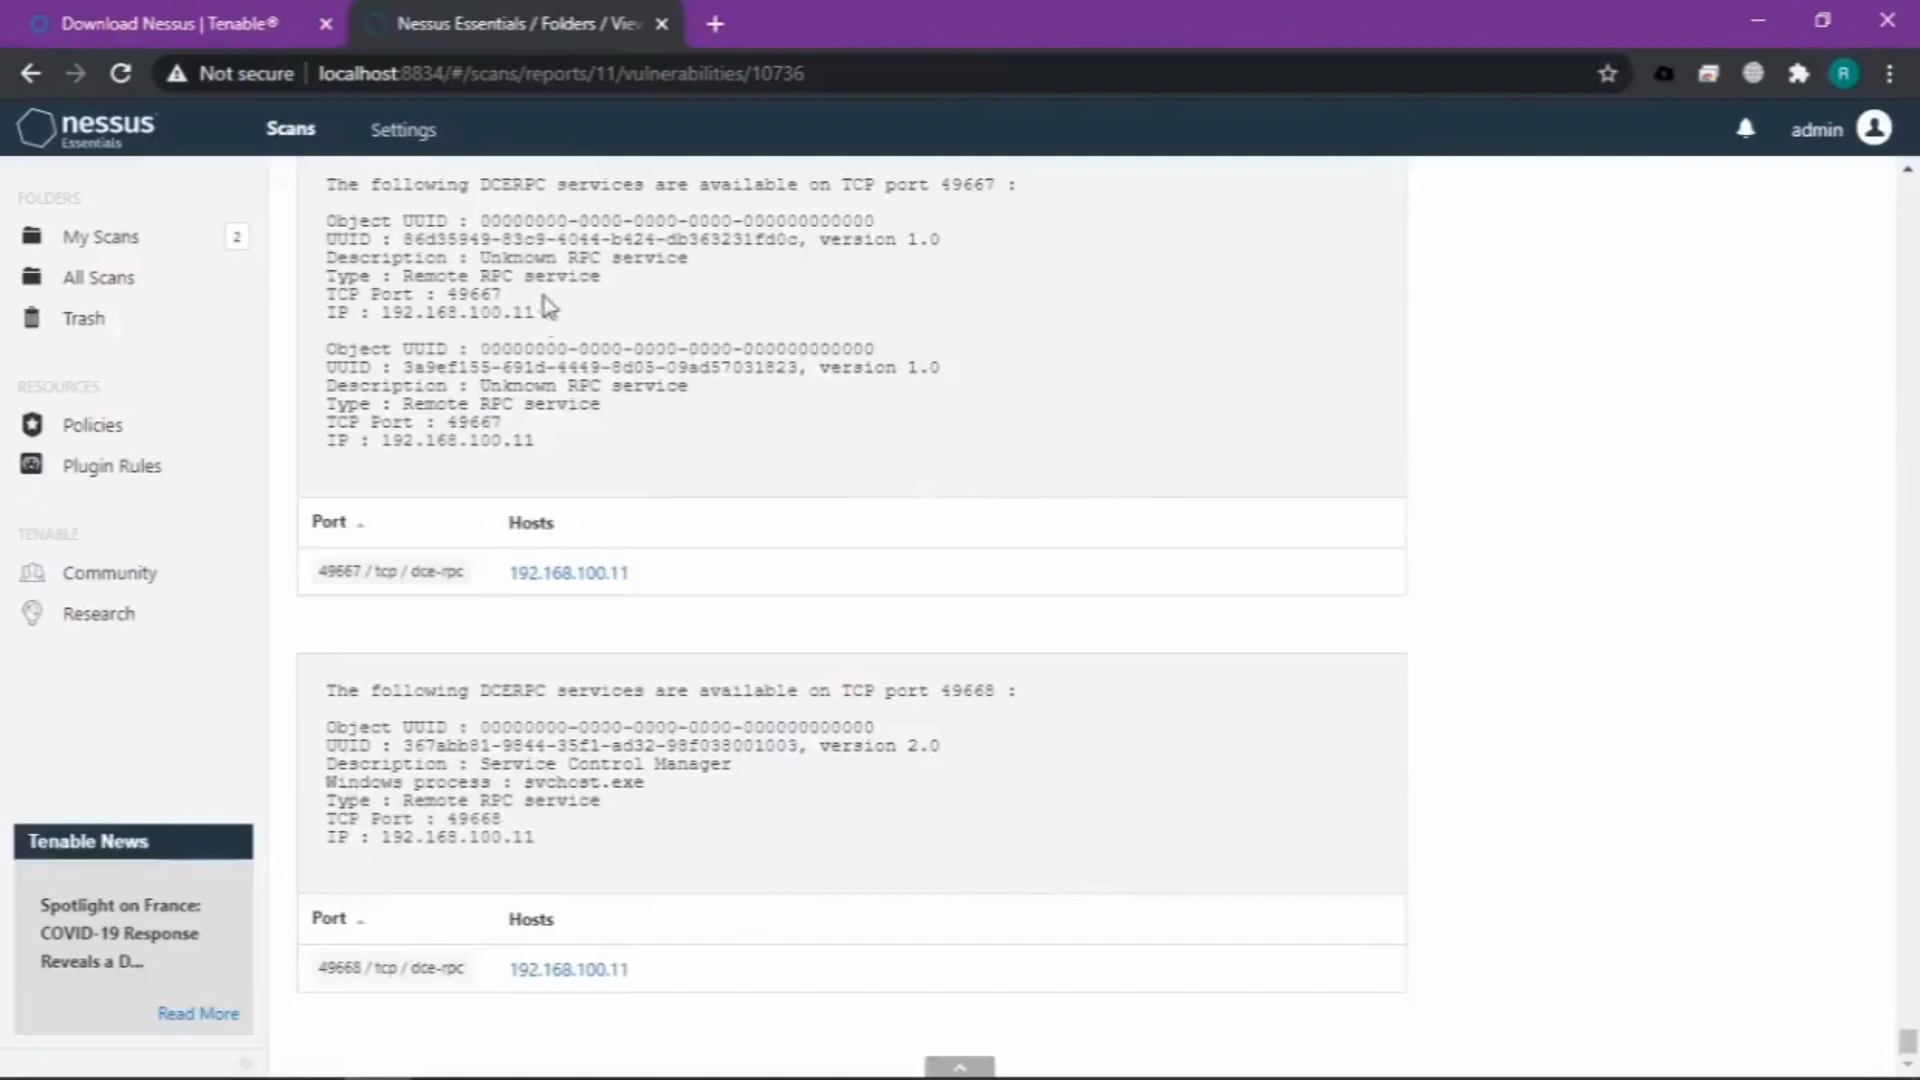 Download Nessus | Tenable®
Nessus Essentials / Folders / View
Not secure
localhost:8834/#/scans/reports/11/vulnerabilities/10736
R
nessus
Essentials
Scans
Settings
admin
FOLDERS
My Scans
2
All Scans
Trash
RESOURCES
Policies
Plugin Rules
TENABLE
Community
Research
Tenable News
Spotlight on France:
COVID-19 Response
Reveals a D...
Read More
The following DCERPC services are available on TCP port 49667 :
Object UUID : 00000000-0000-0000-0000-000000000000
UUID : 86d35949-83c9-4044-b424-db363231fd0c, version 1.0
Description : Unknown RPC service
Type : Remote RPC service
TCP Port : 49667
IP : 192.168.100.11
Object UUID : 00000000-0000-0000-0000-000000000000
UUID : 3a9ef155-691d-4449-8d05-09ad57031823, version 1.0
Description : Unknown RPC service
Type : Remote RPC service
TCP Port : 49667
IP : 192.168.100.11
Port
Hosts
49667 / tcp / dce-rpc
192.168.100.11
The following DCERPC services are available on TCP port 49668 :
Object UUID : 00000000-0000-0000-0000-000000000000
UUID : 367abb81-9844-35f1-ad32-98f038001003, version 2.0
Description : Service Control Manager
Windows process : svchost.exe
Type : Remote RPC service
TCP Port : 49668
IP : 192.168.100.11
Port
Hosts
49668 / tcp / dce-rpc
192.168.100.11